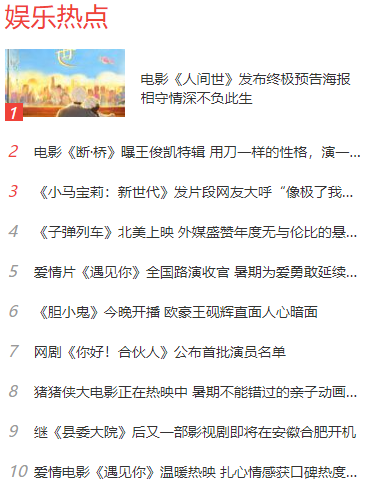 娱乐热点
1
电影《人间世》发布终极预告海报
相守情深不负此生
2 电影《断·桥》曝王俊凯特辑 用刀一样的性格，演一...
3 《小马宝莉：新世代》发片段网友大呼“像极了我...
4 《子弹列车》北美上映 外媒盛赞年度无与伦比的悬...
5 爱情片《遇见你》全国路演收官 暑期为爱勇敢延续...
6 《胆小鬼》今晚开播 欧豪王砚辉直面人心暗面
7 网剧《你好！合伙人》公布首批演员名单
8 猪猪侠大电影正在热映中 暑期不能错过的亲子动画...
9 继《县委大院》后又一部影视剧即将在安徽合肥开机
10 爱情电影《遇见你》温暖热映 扎心情感获口碑热度...